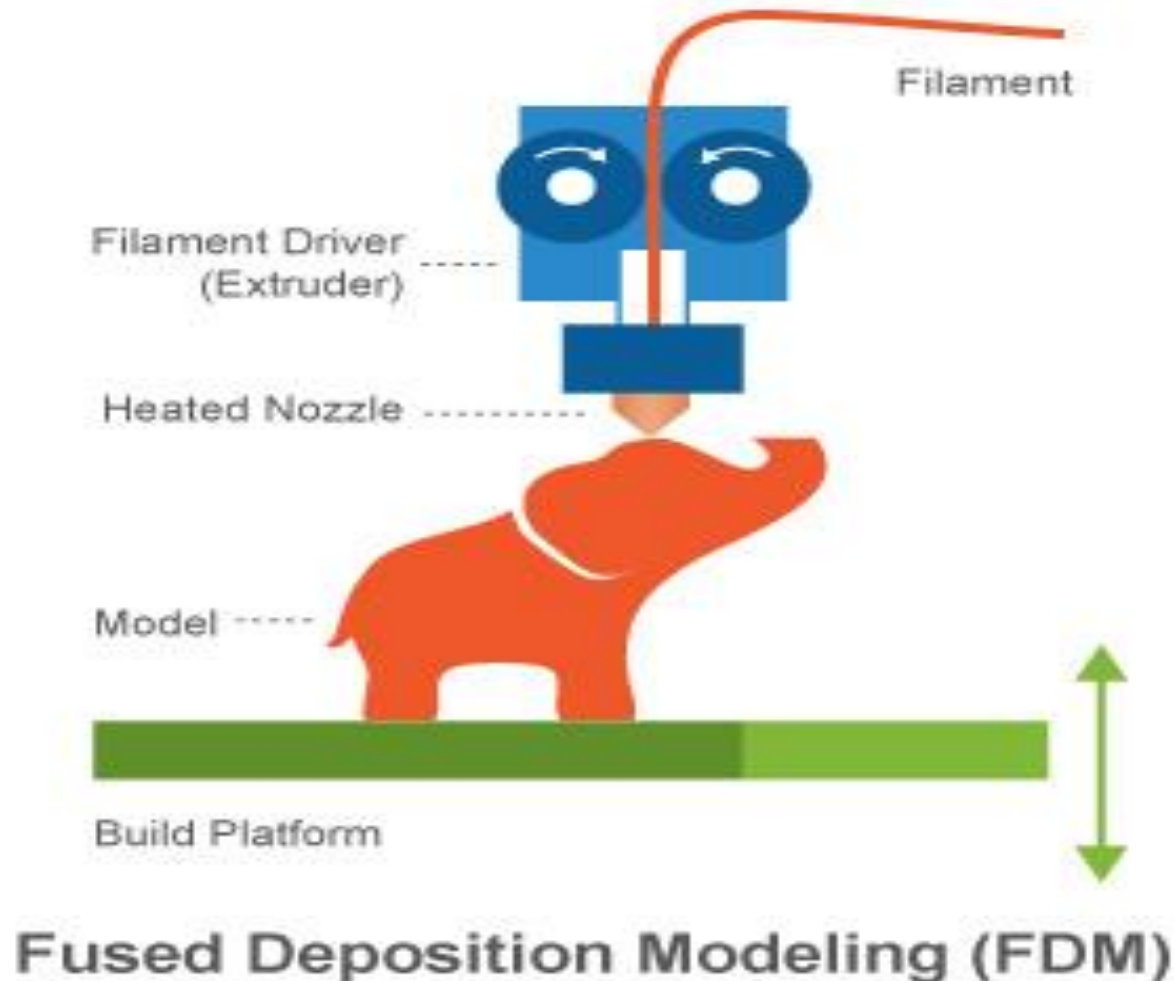 Filament
Filament Driver
(Extruder)
Heated Nozzle
Model
Build Platform
Fused Deposition Modeling (FDM)